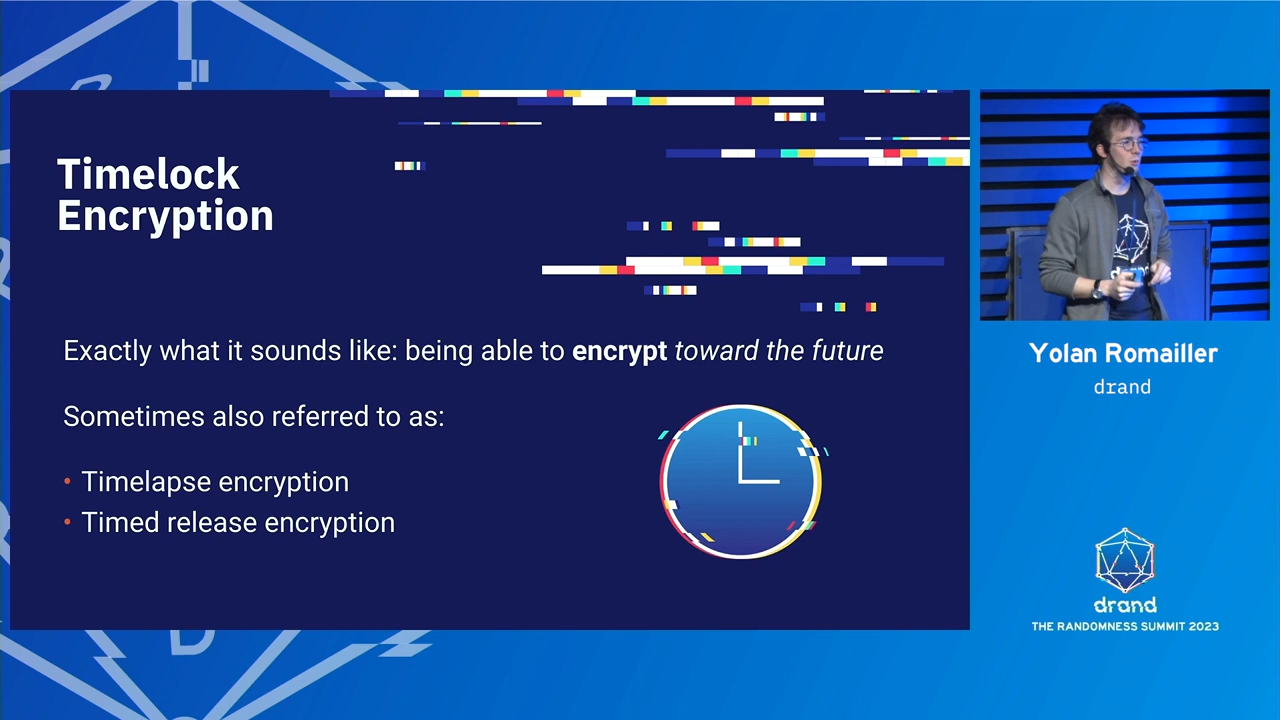 Timelock
Encryption
Exactly what it sounds like: being able to encrypt toward the future
Sometimes also referred to as:
• Timelapse encryption
• Timed release encryption
Yolan Romailler
drand
drand
THE RANDOMNESS SUMMIT 2023